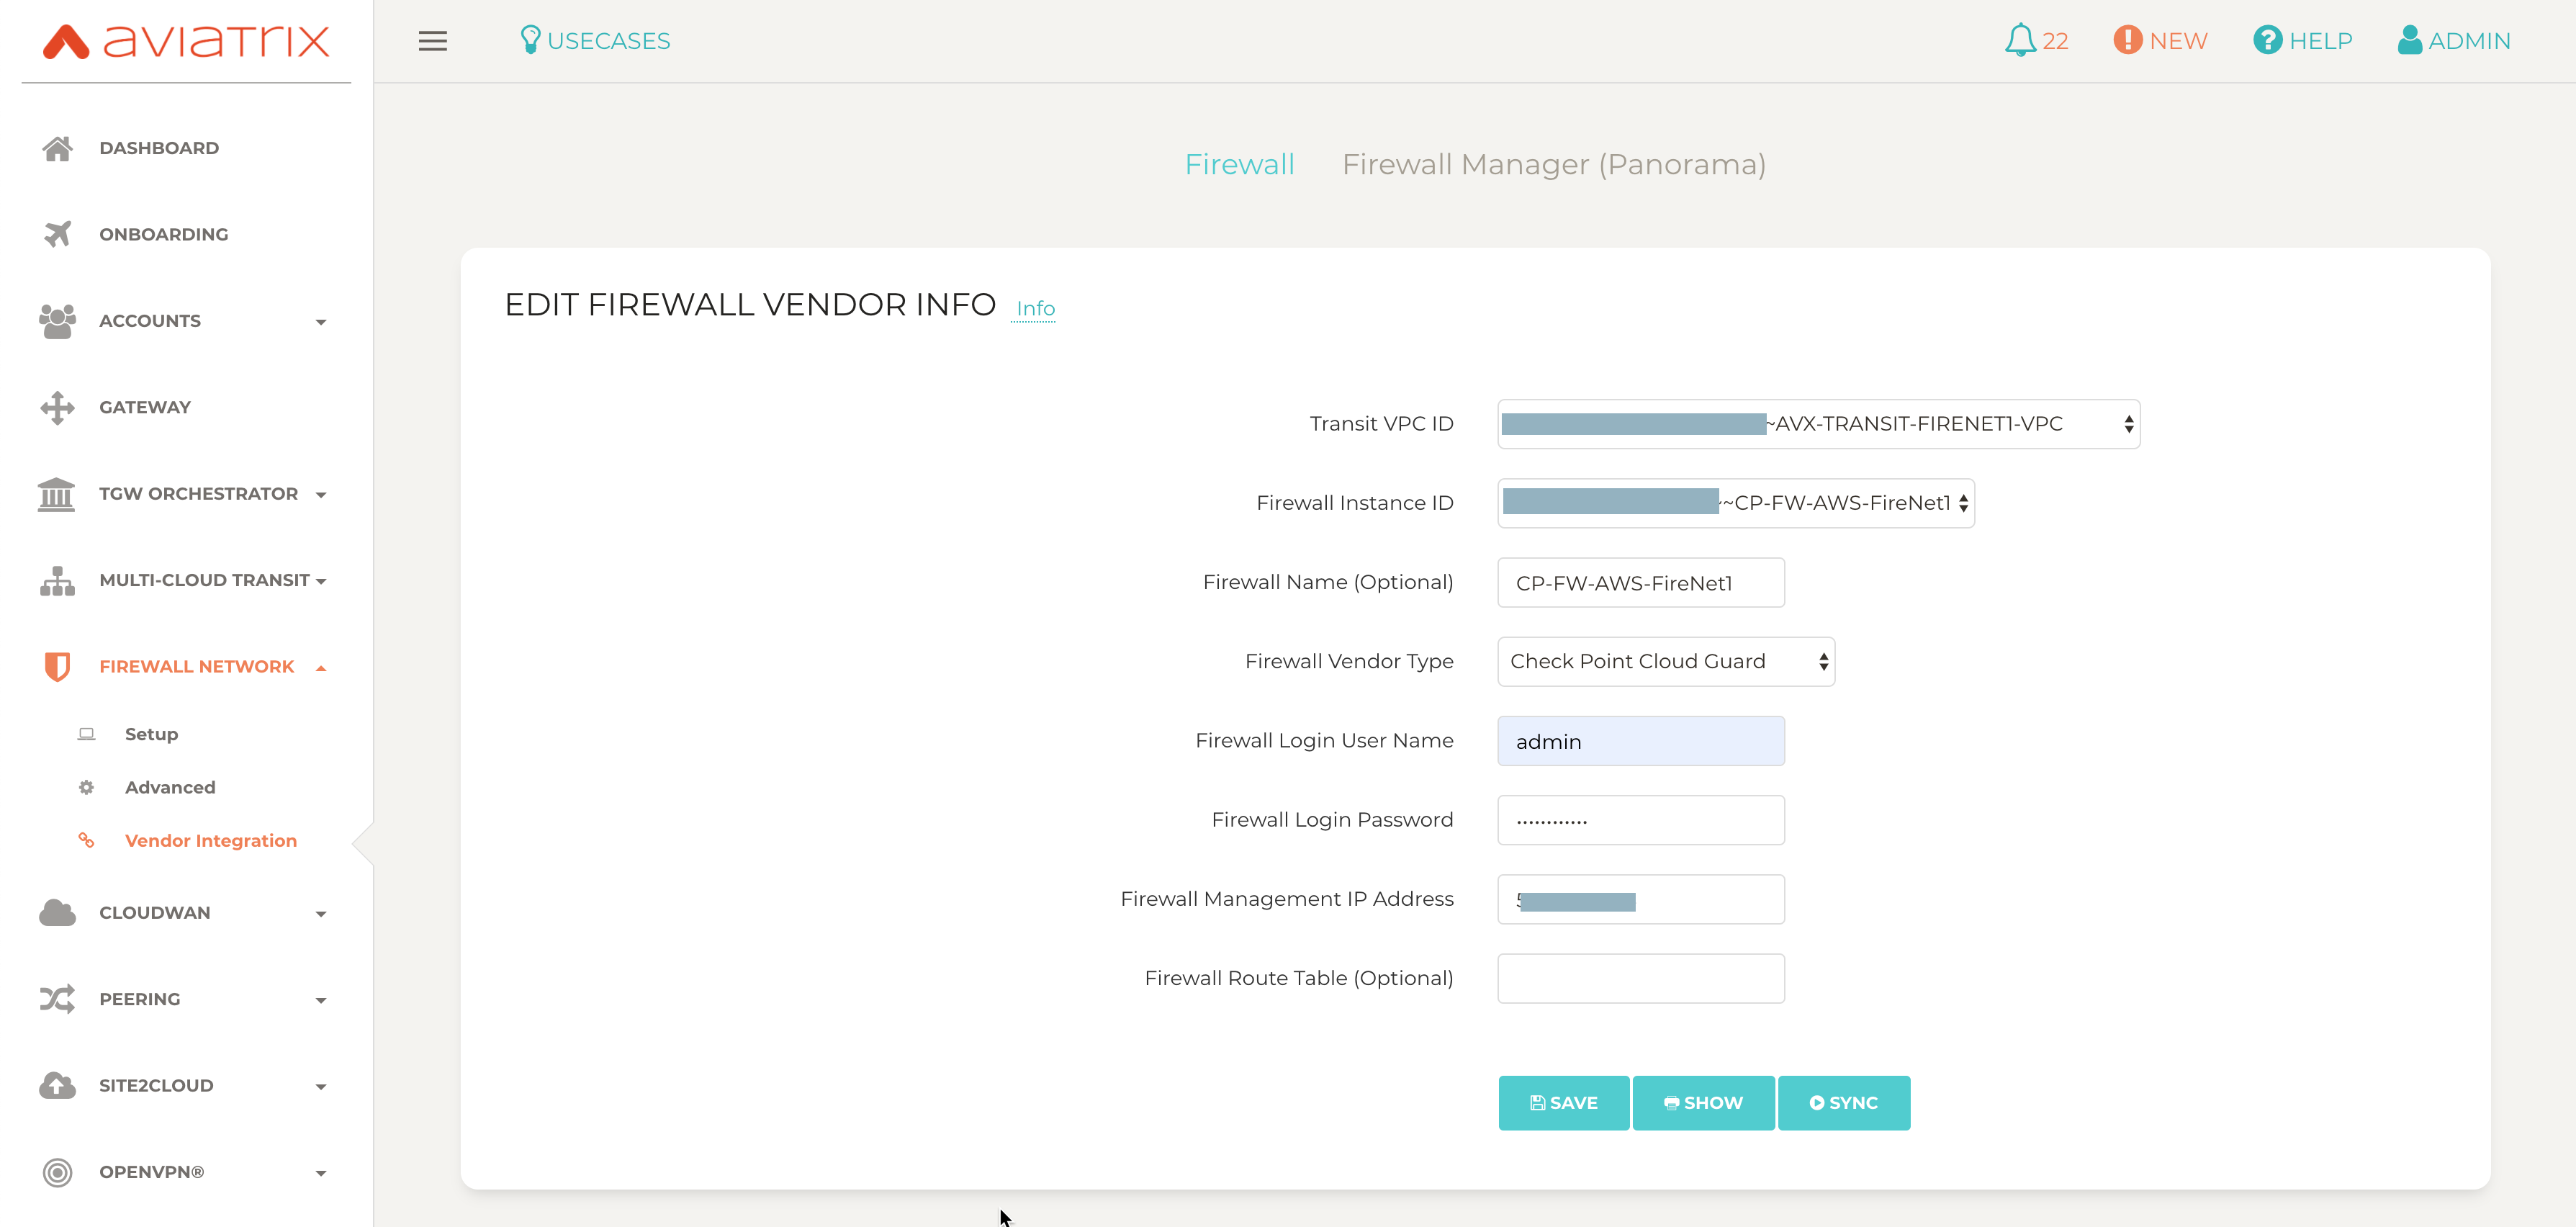 aviatrix
USECASES
22
NEW
HELP
ADMIN
DASHBOARD
ONBOARDING
ACCOUNTS
GATEWAY
TGW ORCHESTRATOR
MULTI-CLOUD TRANSIT
FIREWALL NETWORK
Setup
Advanced
Vendor Integration
CLOUDWAN
PEERING
SITE2CLOUD
OPENVPN®
Firewall
Firewall Manager (Panorama)
EDIT FIREWALL VENDOR INFO Info
Transit VPC ID ~AVX-TRANSIT-FIRENET1-VPC
Firewall Instance ID ~~CP-FW-AWS-FireNet1
Firewall Name (Optional) CP-FW-AWS-FireNet1
Firewall Vendor Type Check Point Cloud Guard
Firewall Login User Name admin
Firewall Login Password ••••••••••••
Firewall Management IP Address
Firewall Route Table (Optional)
SAVE
SHOW
SYNC